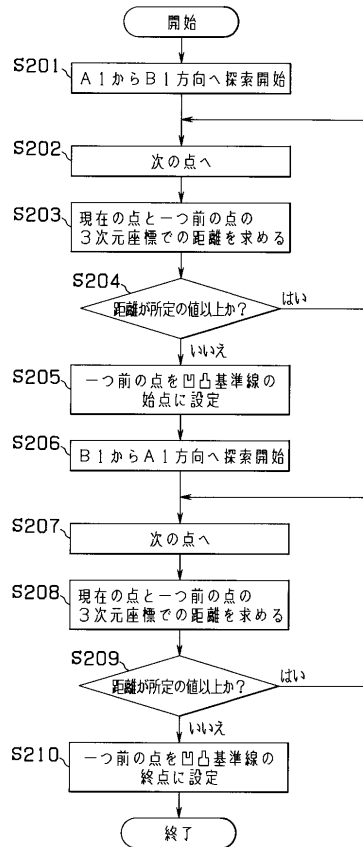 開始
S201
A1からB1方向へ探索開始
S202
次の点へ
S203
現在の点と一つ前の点の
3次元座標での距離を求める
S204
距離が所定の値以上か?
はい
いいえ
S205
一つ前の点を凹凸基準線の
始点に設定
S206
B1からA1方向へ探索開始
S207
次の点へ
S208
現在の点と一つ前の点の
3次元座標での距離を求める
S209
距離が所定の値以上か?
はい
いいえ
S210
一つ前の点を凹凸基準線の
終点に設定
終了